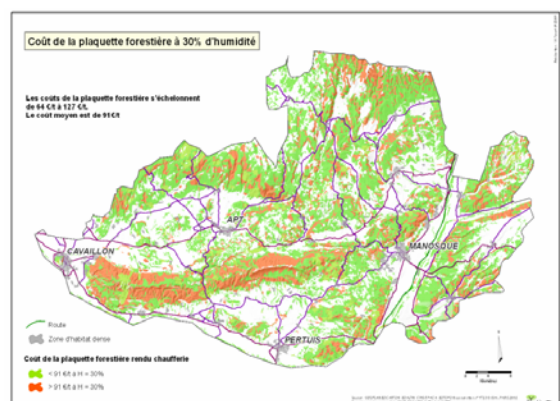 Coût de la plaquette forestière à 30% d'humidité
Les coûts de la plaquette forestière s'échelonnent
de 64 €/t à 127 €/t.
Le coût moyen est de 91€/t
APT
CAVAILLON
MANOSQUE
PERTUIS
Route
Zone d'habitat dense
Coût de la plaquette forestière rendu chaufferie
< 91 €/t à H = 30%
> 91 €/t à H = 30%